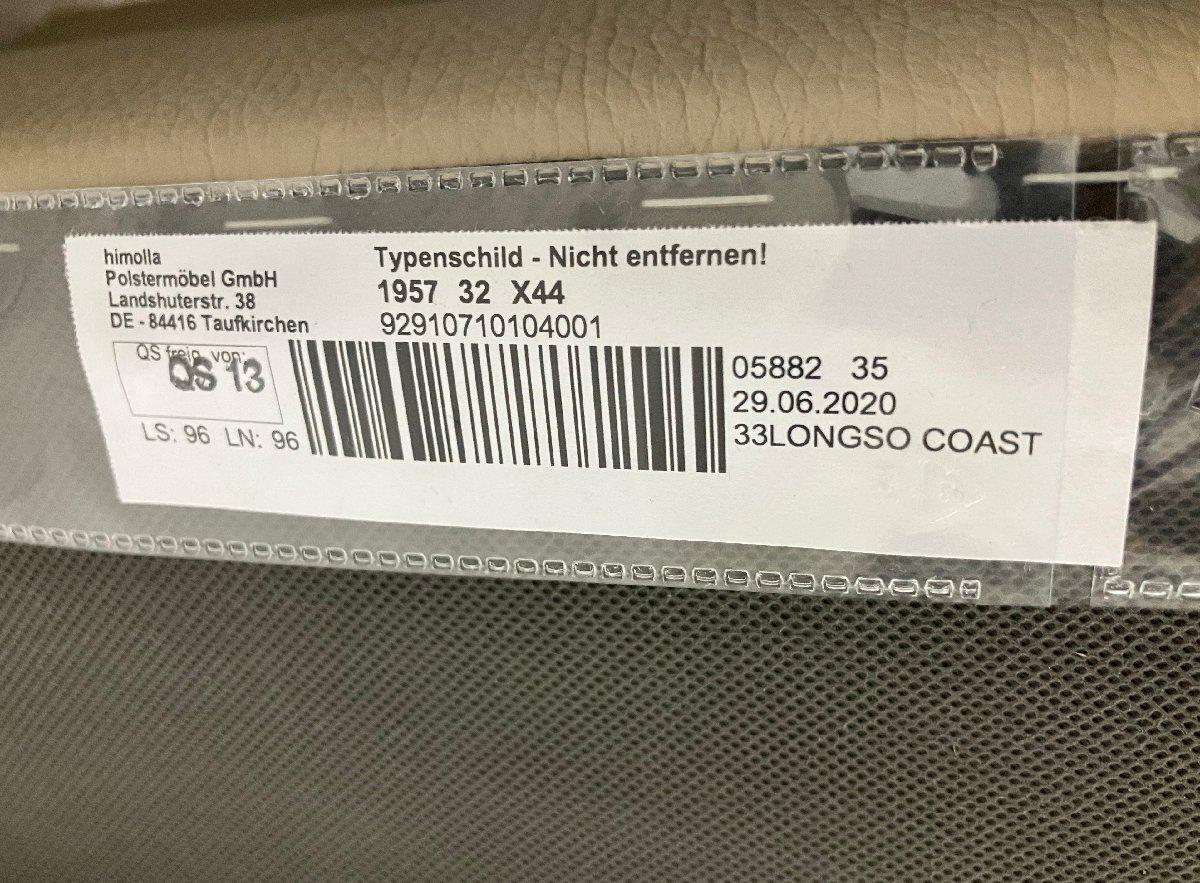 himolla
Polstermöbel GmbH
Landshuterstr. 38
DE - 84416 Taufkirchen
Typenschild - Nicht entfernen!
1957 32 X44
92910710104001
QS freig. von:
QS 13
LS: 96 LN: 96
05882 35
29.06.2020
33LONGSO COAST